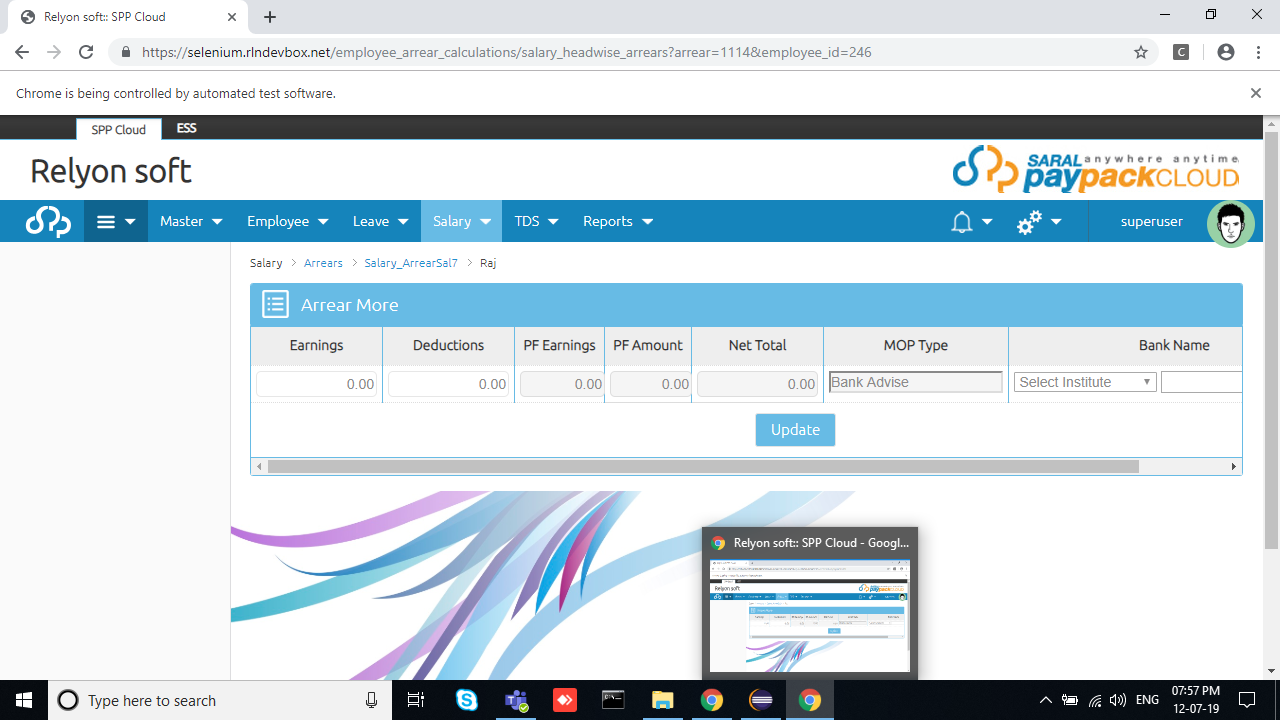 Relyon soft:: SPP Cloud
https://selenium.rlndevbox.net/employee_arrear_calculations/salary_headwise_arrears?arrear=1114&employee_id=246
C
Chrome is being controlled by automated test software.
SPP Cloud ESS
Relyon soft
SARAL anywhere anytime
paypackCLOUD
Master Employee Leave Salary TDS Reports superuser
Salary > Arrears > Salary_ArrearSal7 > Raj
Arrear More
Earnings Deductions PF Earnings PF Amount Net Total MOP Type Bank Name
0.00 0.00 0.00 0.00 0.00 Bank Advise Select Institute
Update
Relyon soft:: SPP Cloud - Googl...
Relyon soft
Type here to search
ENG
07:57 PM
12-07-19